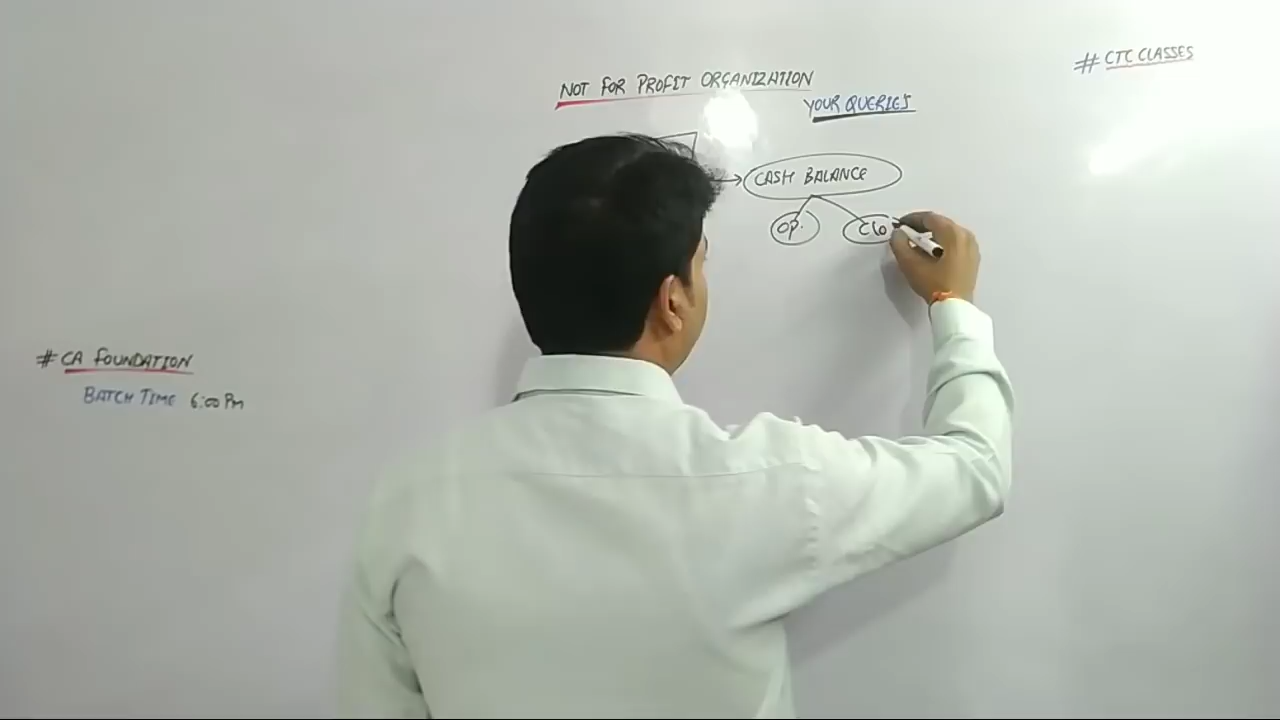 # CTC CLASSES
NOT FOR PROFIT ORGANIZATION
YOUR QUERIES
CASH BALANCE
OP. CLO
# CA FOUNDATION
BATCH TIME 6:00 PM